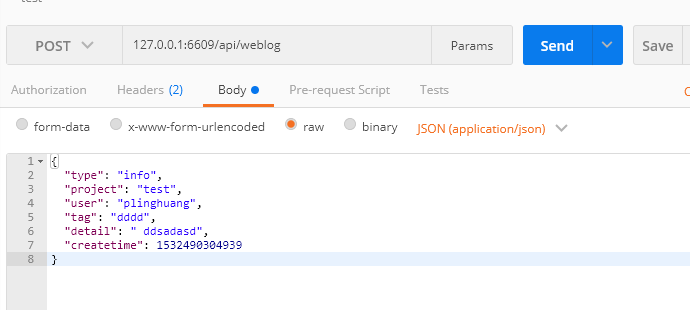 test
POST 127.0.0.1:6609/api/weblog Params Send Save
Authorization Headers (2) Body Pre-request Script Tests
form-data x-www-form-urlencoded raw binary JSON (application/json)
1 {
2 "type": "info",
3 "project": "test",
4 "user": "plinghuang",
5 "tag": "dddd",
6 "detail": " ddsadasd",
7 "createtime": 1532490304939
8 }